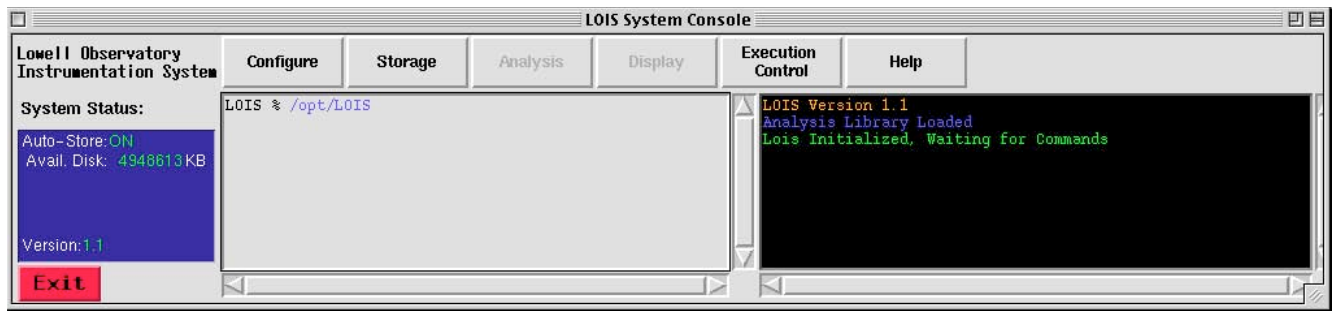 LOIS System Console
Lowell Observatory
Instrumentation System
Configure
Storage
Analysis
Display
Execution
Control
Help
System Status:
Auto-Store:ON
Avail. Disk: 4948613KB
Version:1.1
Exit
LOIS % /opt/LOIS
LOIS Version 1.1
Analysis Library Loaded
Lois Initialized, Waiting for Commands